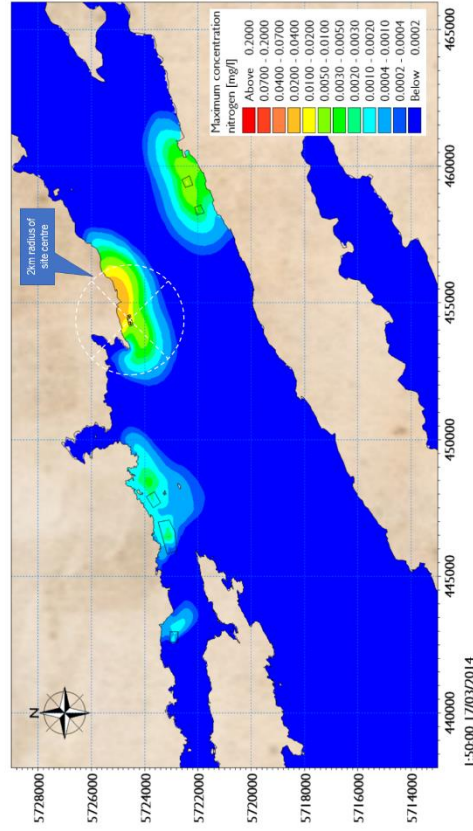 2km radius of
site centre
N
Maximum concentration
nitrogen [mg/l]
Above 0.2000
0.0700 - 0.2000
0.0400 - 0.0700
0.0200 - 0.0400
0.0100 - 0.0200
0.0050 - 0.0100
0.0030 - 0.0050
0.0020 - 0.0030
0.0010 - 0.0020
0.0004 - 0.0010
0.0002 - 0.0004
Below 0.0002
5728000
5726000
5724000
5722000
5720000
5718000
5716000
5714000
440000
445000
450000
455000
460000
1:50:00 17/03/2014